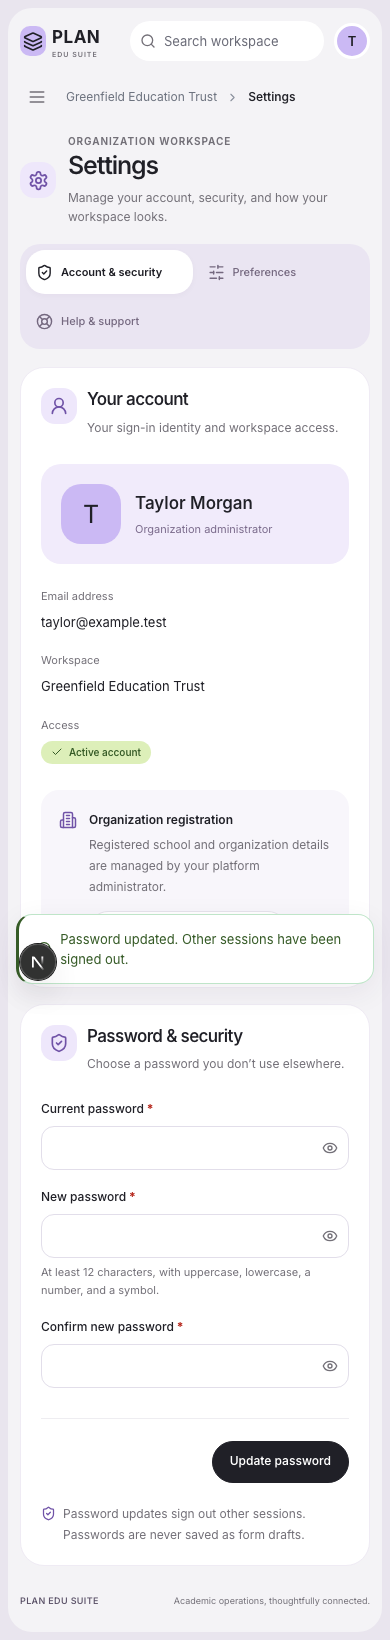 PLAN
EDU SUITE
Search workspace
T
Greenfield Education Trust > Settings
ORGANIZATION WORKSPACE
Settings
Manage your account, security, and how your
workspace looks.
Account & security
Preferences
Help & support
Your account
Your sign-in identity and workspace access.
T
Taylor Morgan
Organization administrator
Email address
taylor@example.test
Workspace
Greenfield Education Trust
Access
Active account
Organization registration
Registered school and organization details
are managed by your platform
administrator.
Password updated. Other sessions have been
signed out.
N
Password & security
Choose a password you don’t use elsewhere.
Current password *
New password *
At least 12 characters, with uppercase, lowercase, a
number, and a symbol.
Confirm new password *
Update password
Password updates sign out other sessions.
Passwords are never saved as form drafts.
PLAN EDU SUITE
Academic operations, thoughtfully connected.